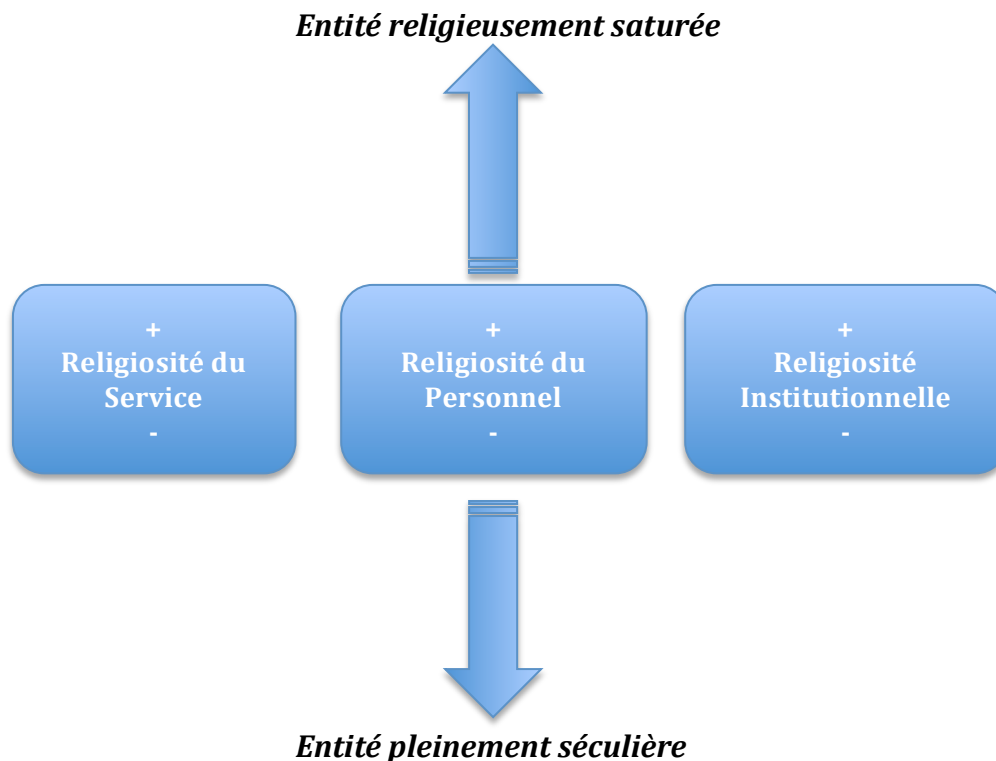 Entité religieusement saturée
+
Religiosité du
Service
-
+
Religiosité du
Personnel
-
+
Religiosité
Institutionnelle
-
Entité pleinement séculière